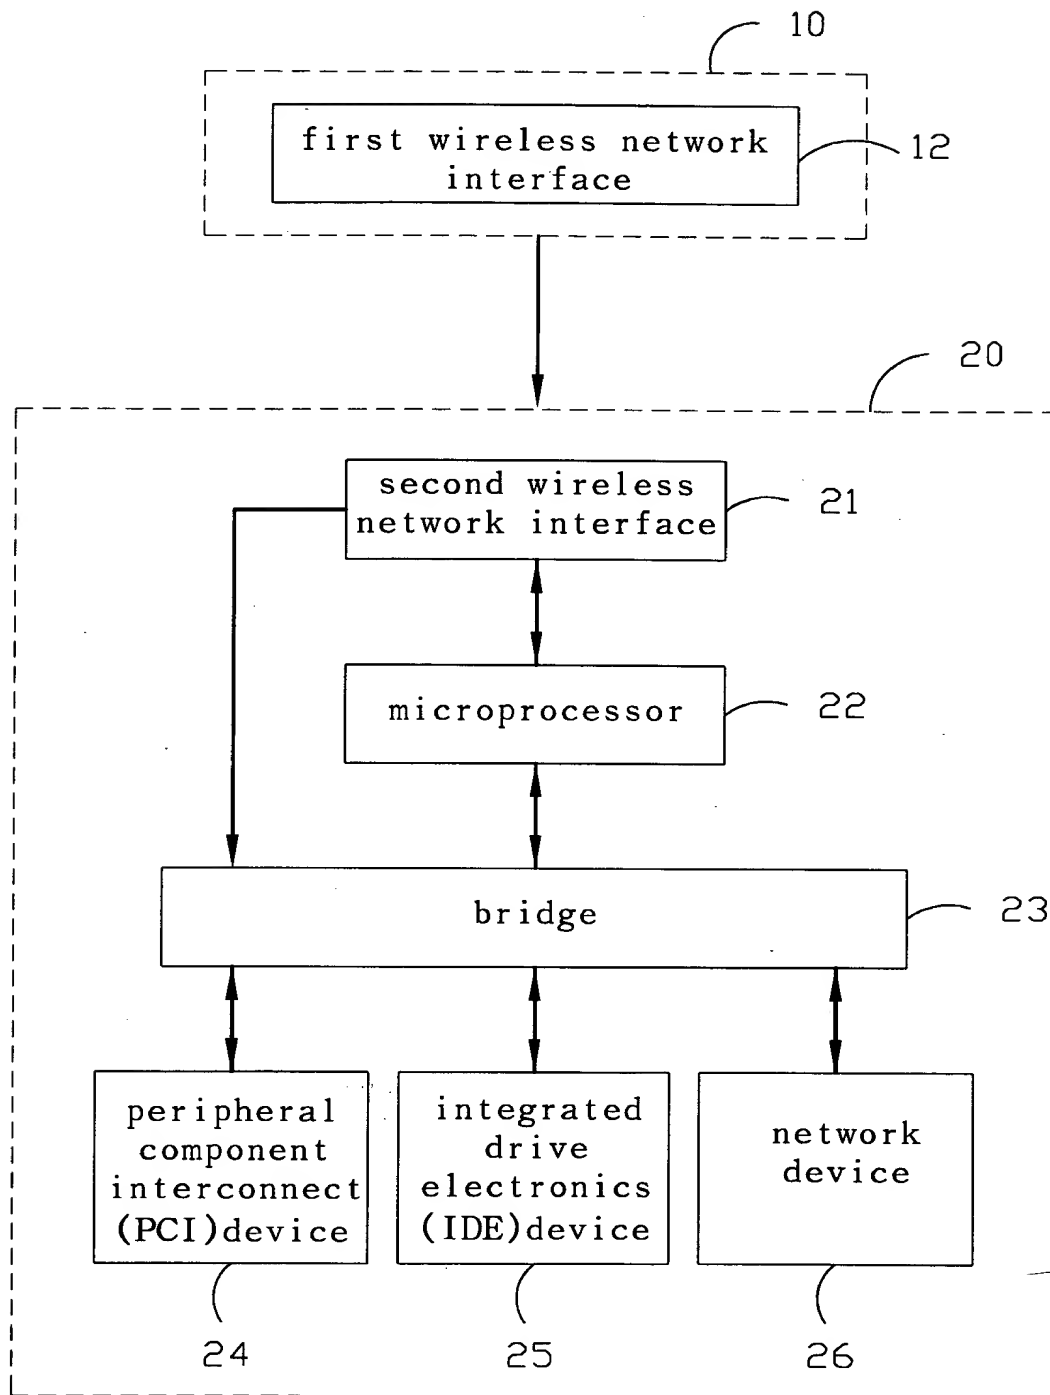 10
first wireless network
interface
12
20
second wireless
network interface
21
microprocessor
22
bridge
23
peripheral
component
interconnect
(PCI)device
integrated
drive
electronics
(IDE)device
network
device
24
25
26